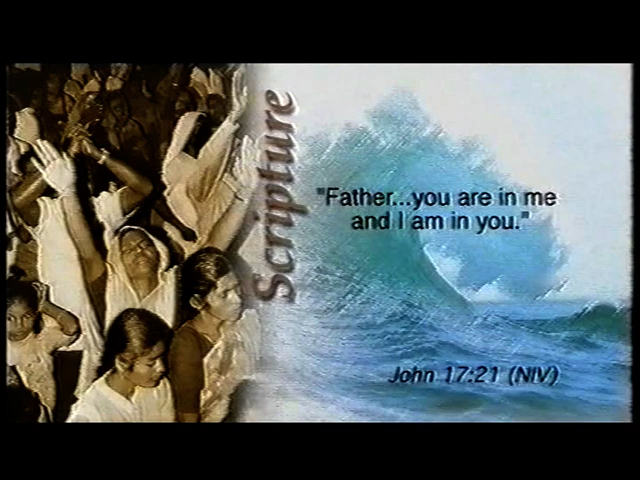 Scripture
"Father...you are in me
and I am in you."
John 17:21 (NIV)